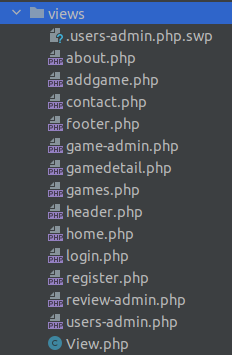 views
.users-admin.php.swp
about.php
addgame.php
contact.php
footer.php
game-admin.php
gamedetail.php
games.php
header.php
home.php
login.php
register.php
review-admin.php
users-admin.php
View.php